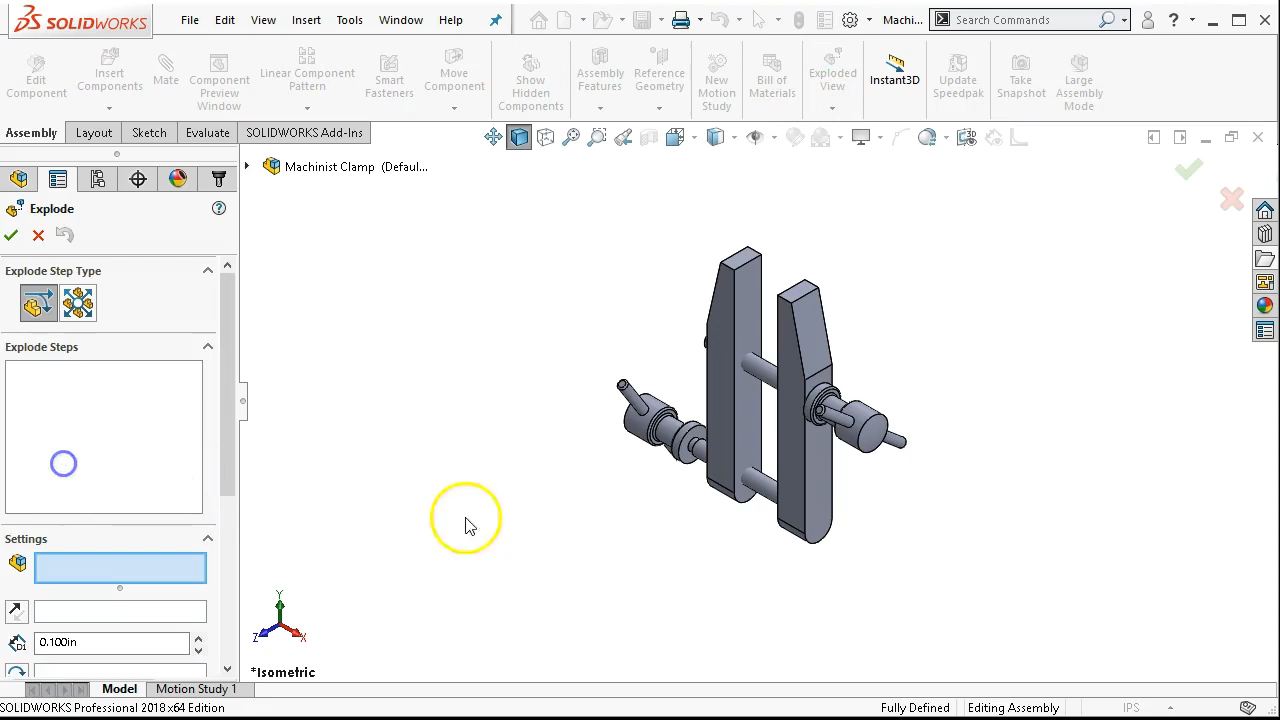 SOLIDWORKS
File Edit View Insert Tools Window Help
Machi...
Search Commands
Edit Component
Insert Components
Mate
Component Preview Window
Linear Component Pattern
Smart Fasteners
Move Component
Show Hidden Components
Assembly Features
Reference Geometry
New Motion Study
Bill of Materials
Exploded View
Instant3D
Update Speedpak
Take Snapshot
Large Assembly Mode
Assembly Layout Sketch Evaluate SOLIDWORKS Add-Ins
Machinist Clamp (Defaul...
Explode
Explode Step Type
Explode Steps
Settings
D1
0.100in
Y
Z
X
*Isometric
Model Motion Study 1
SOLIDWORKS Professional 2018 x64 Edition
Fully Defined
Editing Assembly
IPS